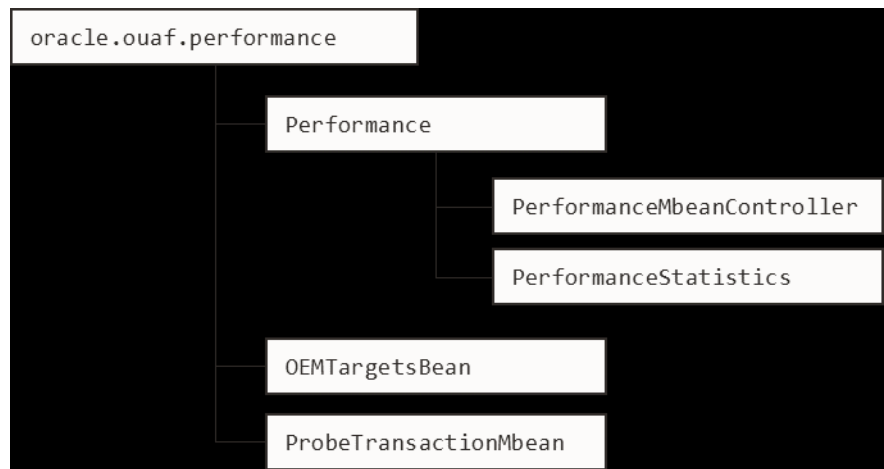 oracle.ouaf.performance
Performance
PerformanceMbeanController
PerformanceStatistics
OEMTargetsBean
ProbeTransactionMbean